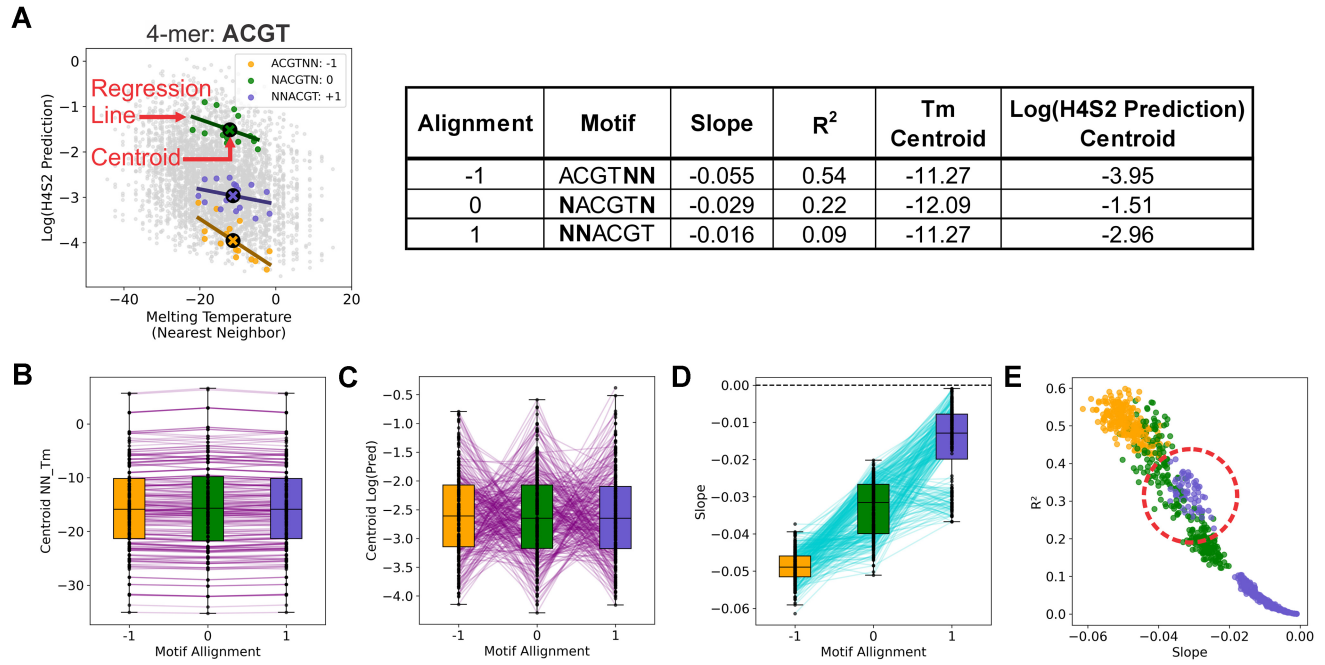 A
4-mer: ACGT
ACGTNN: -1
NACGTN: 0
NNACGT: +1
Regression
Line
Centroid
0
−1
−2
−3
−4
Log(H4S2 Prediction)
−40 −20 0 20
Melting Temperature
(Nearest Neighbor)
Alignment Motif Slope R² Tm Centroid Log(H4S2 Prediction) Centroid
-1 ACGTNN -0.055 0.54 -11.27 -3.95
0 NACGTN -0.029 0.22 -12.09 -1.51
1 NNACGT -0.016 0.09 -11.27 -2.96
B
0
−10
−20
−30
Centroid NN_Tm
-1 0 1
Motif Allignment
C
−0.5
−1.0
−1.5
−2.0
−2.5
−3.0
−3.5
−4.0
Centroid Log(Pred)
-1 0 1
Motif Allignment
D
0.00
−0.01
−0.02
−0.03
−0.04
−0.05
−0.06
Slope
-1 0 1
Motif Allignment
E
0.6
0.5
0.4
0.3
0.2
0.1
0.0
R²
−0.06 −0.04 −0.02 0.00
Slope